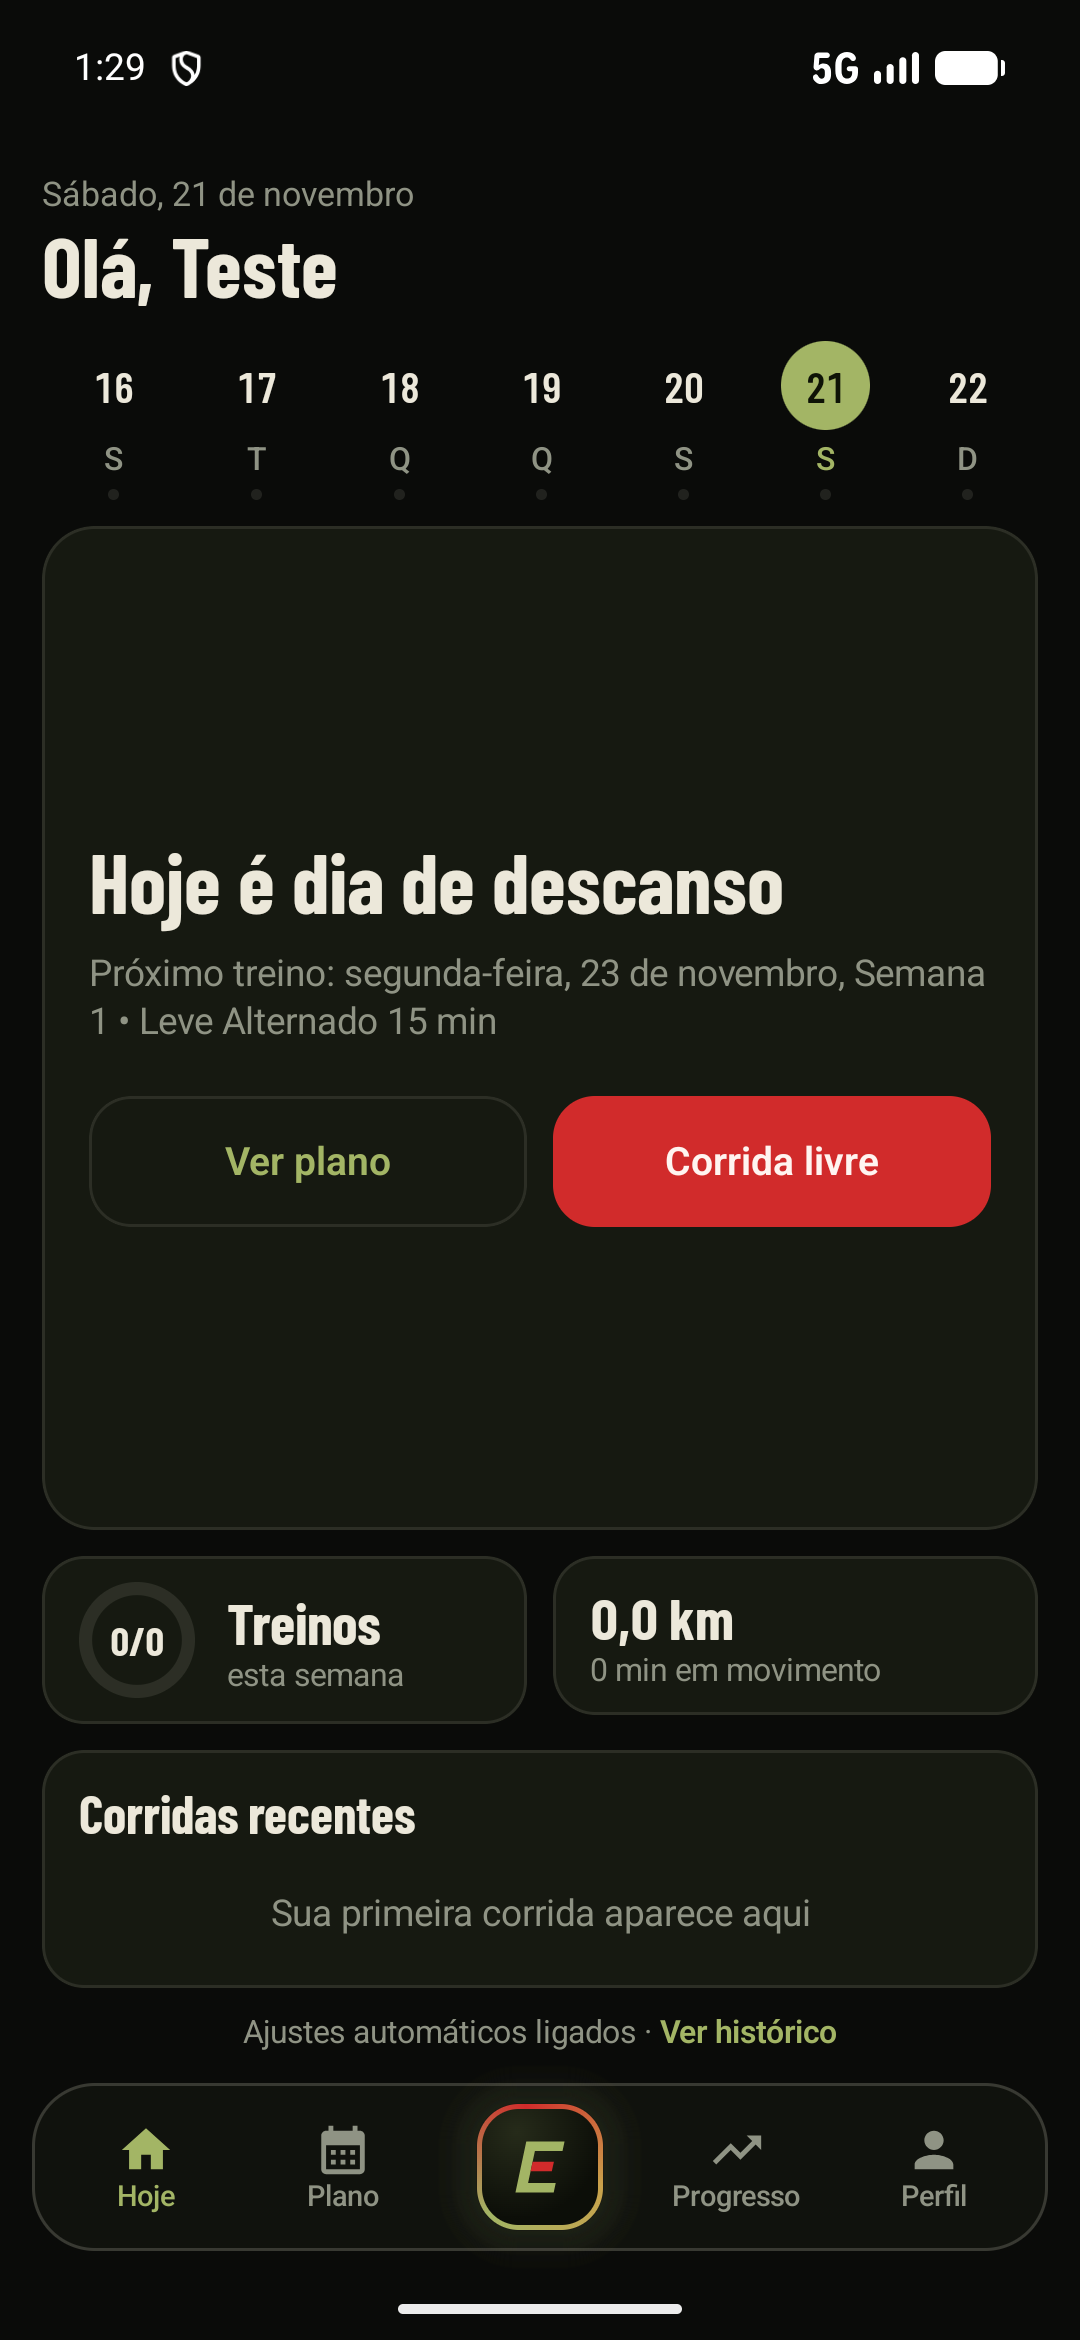 1:29
5G
Sábado, 21 de novembro
Olá, Teste
16 17 18 19 20 21 22
S T Q Q S S D
Hoje é dia de descanso
Próximo treino: segunda-feira, 23 de novembro, Semana
1 • Leve Alternado 15 min
Ver plano
Corrida livre
0/0
Treinos
esta semana
0,0 km
0 min em movimento
Corridas recentes
Sua primeira corrida aparece aqui
Ajustes automáticos ligados · Ver histórico
E
Hoje Plano Progresso Perfil